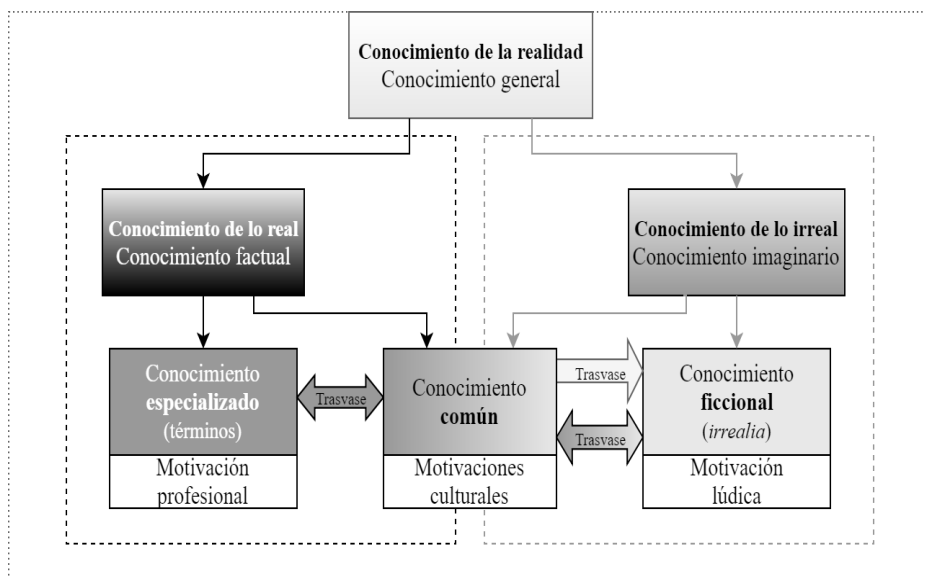 Conocimiento de la realidad
Conocimiento general
Conocimiento de lo real
Conocimiento factual
Conocimiento de lo irreal
Conocimiento imaginario
Conocimiento
especializado
(términos)
Motivación
profesional
Trasvase
Conocimiento
común
Motivaciones
culturales
Trasvase
Trasvase
Conocimiento
ficcional
(irrealia)
Motivación
lúdica